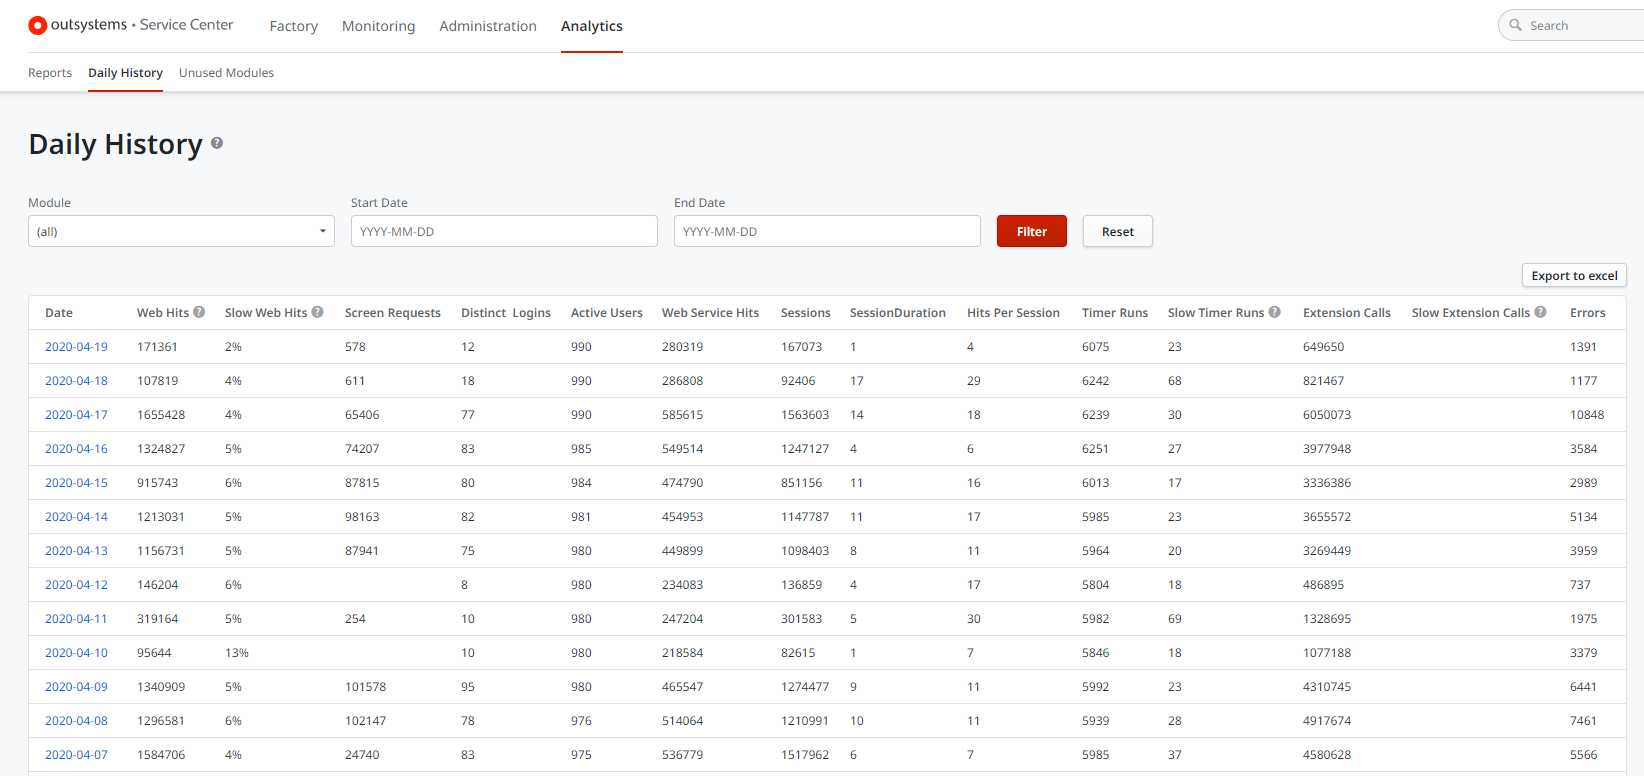 outsystems • Service Center Factory Monitoring Administration Analytics Search
Reports Daily History Unused Modules
Daily History ?
Module Start Date End Date
(all) YYYY-MM-DD YYYY-MM-DD Filter Reset
Export to excel
Date Web Hits ? Slow Web Hits ? Screen Requests Distinct Logins Active Users Web Service Hits Sessions SessionDuration Hits Per Session Timer Runs Slow Timer Runs ? Extension Calls Slow Extension Calls ? Errors
2020-04-19 171361 2% 578 12 990 280319 167073 1 4 6075 23 649650 1391
2020-04-18 107819 4% 611 18 990 286808 92406 17 29 6242 68 821467 1177
2020-04-17 1655428 4% 65406 77 990 585615 1563603 14 18 6239 30 6050073 10848
2020-04-16 1324827 5% 74207 83 985 549514 1247127 4 6 6251 27 3977948 3584
2020-04-15 915743 6% 87815 80 984 474790 851156 11 16 6013 17 3336386 2989
2020-04-14 1213031 5% 98163 82 981 454953 1147787 11 17 5985 23 3655572 5134
2020-04-13 1156731 5% 87941 75 980 449899 1098403 8 11 5964 20 3269449 3959
2020-04-12 146204 6% 8 980 234083 136859 4 17 5804 18 486895 737
2020-04-11 319164 5% 254 10 980 247204 301583 5 30 5982 69 1328695 1975
2020-04-10 95644 13% 10 980 218584 82615 1 7 5846 18 1077188 3379
2020-04-09 1340909 5% 101578 95 980 465547 1274477 9 11 5992 23 4310745 6441
2020-04-08 1296581 6% 102147 78 976 514064 1210991 10 11 5939 28 4917674 7461
2020-04-07 1584706 4% 24740 83 975 536779 1517962 6 7 5985 37 4580628 5566